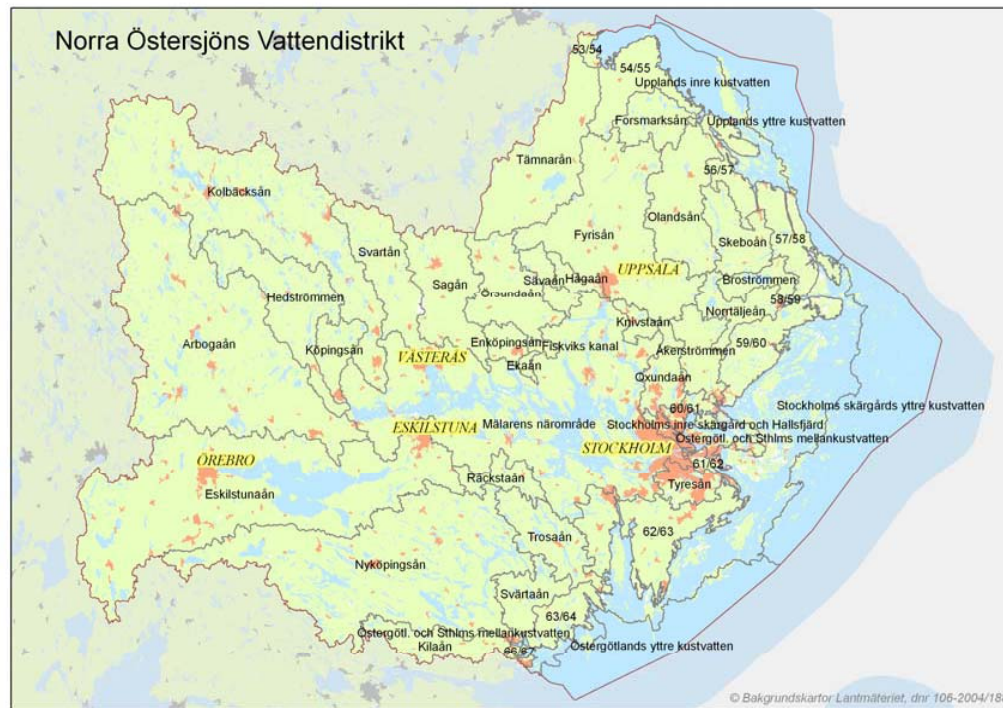 Norra Östersjöns Vattendistrikt
53/54
54/55
Upplands inre kustvatten
Forsmarksån
Upplands yttre kustvatten
Tämnarån
56/57
Kolbäcksån
Olandsån
Fyrisån
Skeboån
57/58
Svartån
Sävaån
Hågaån
UPPSALA
Sagån
Broströmmen
Örsundaån
Hedströmmen
58/59
Norrtäljeån
Knivstaån
Arbogaån
Köpingsån
Enköpingsån
Fiskviks kanal
Åkerströmmen
59/60
VÄSTERÅS
Ekaån
Oxundaån
60/61
Stockholms skärgårds yttre kustvatten
ESKILSTUNA
Mälarens närområde
Stockholms inre skärgård och Hallsfjärd
Östergötl. och Sthlms mellankustvatten
STOCKHOLM
ÖREBRO
61/62
Räckstaån
Tyresån
Eskilstunaån
62/63
Trosaån
Nyköpingsån
Svärtaån
63/64
Östergötl. och Sthlms mellankustvatten
Kilaån
66/67
Östergötlands yttre kustvatten
© Bakgrundskartor Lantmäteriet, dnr 106-2004/188